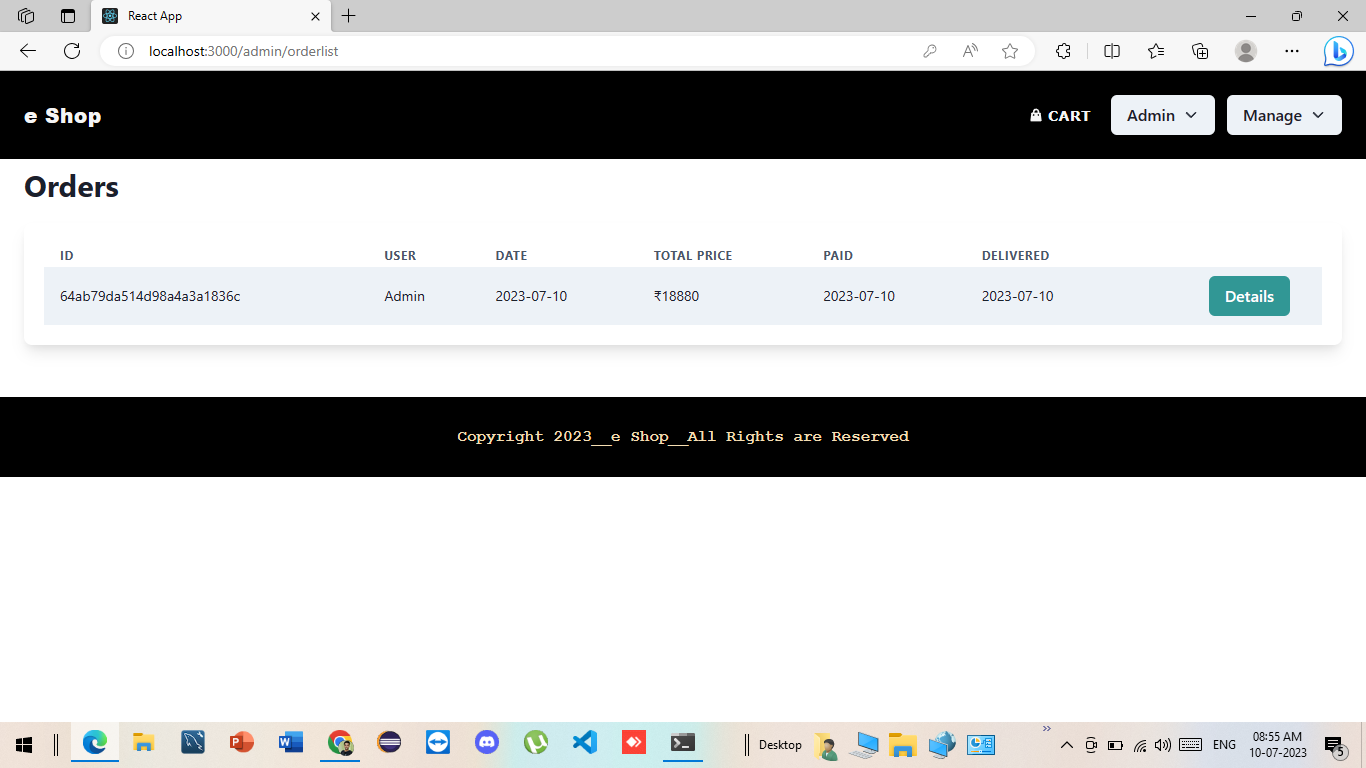 React App
localhost:3000/admin/orderlist
e Shop
CART
Admin
Manage
Orders
ID USER DATE TOTAL PRICE PAID DELIVERED
64ab79da514d98a4a3a1836c Admin 2023-07-10 ₹18880 2023-07-10 2023-07-10 Details
Copyright 2023__e Shop__All Rights are Reserved
Desktop
ENG
08:55 AM
10-07-2023
5